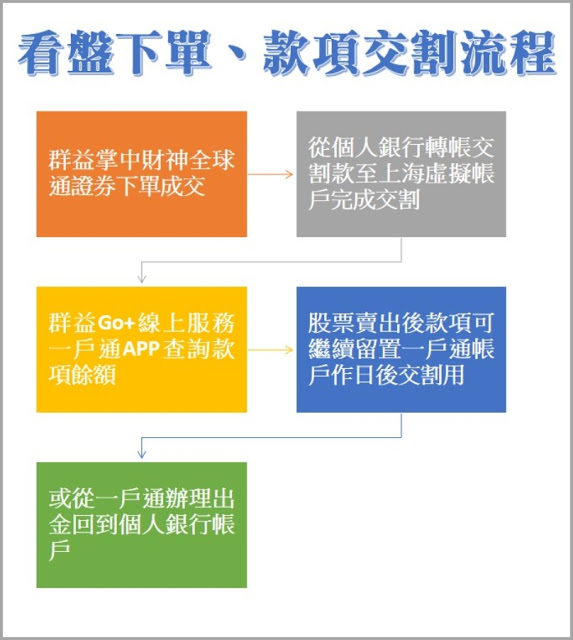 看盤下單、款項交割流程
群益掌中財神全球
通證券下單成交
從個人銀行轉帳交
割款至上海虛擬帳
戶完成交割
群益Go+線上服務
一戶通APP查詢款
項餘額
股票賣出後款項可
繼續留置一戶通帳
戶作日後交割用
或從一戶通辦理出
金回到個人銀行帳
戶